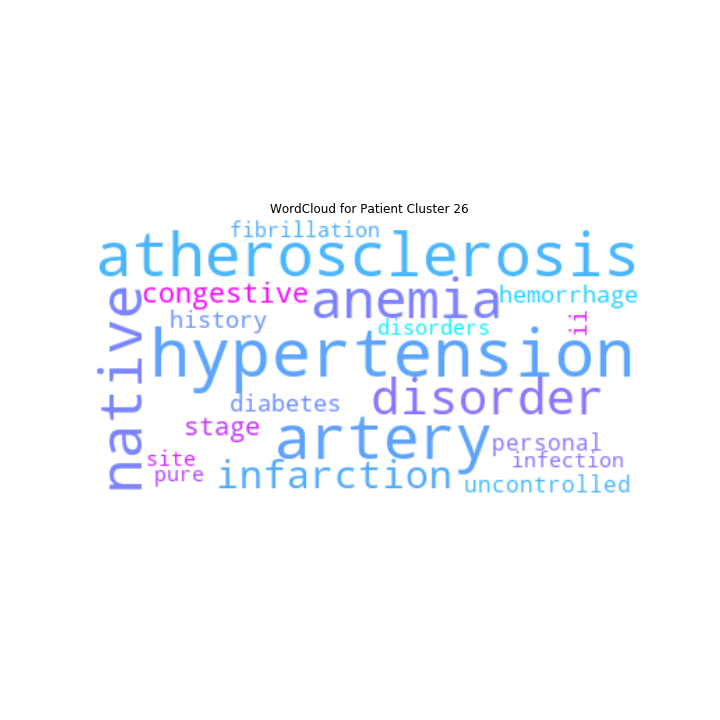 WordCloud for Patient Cluster 26
fibrillation
atherosclerosis
congestive
anemia
hemorrhage
native
history
disorders
ii
hypertension
diabetes
disorder
stage
artery
personal
site
infection
pure
infarction
uncontrolled